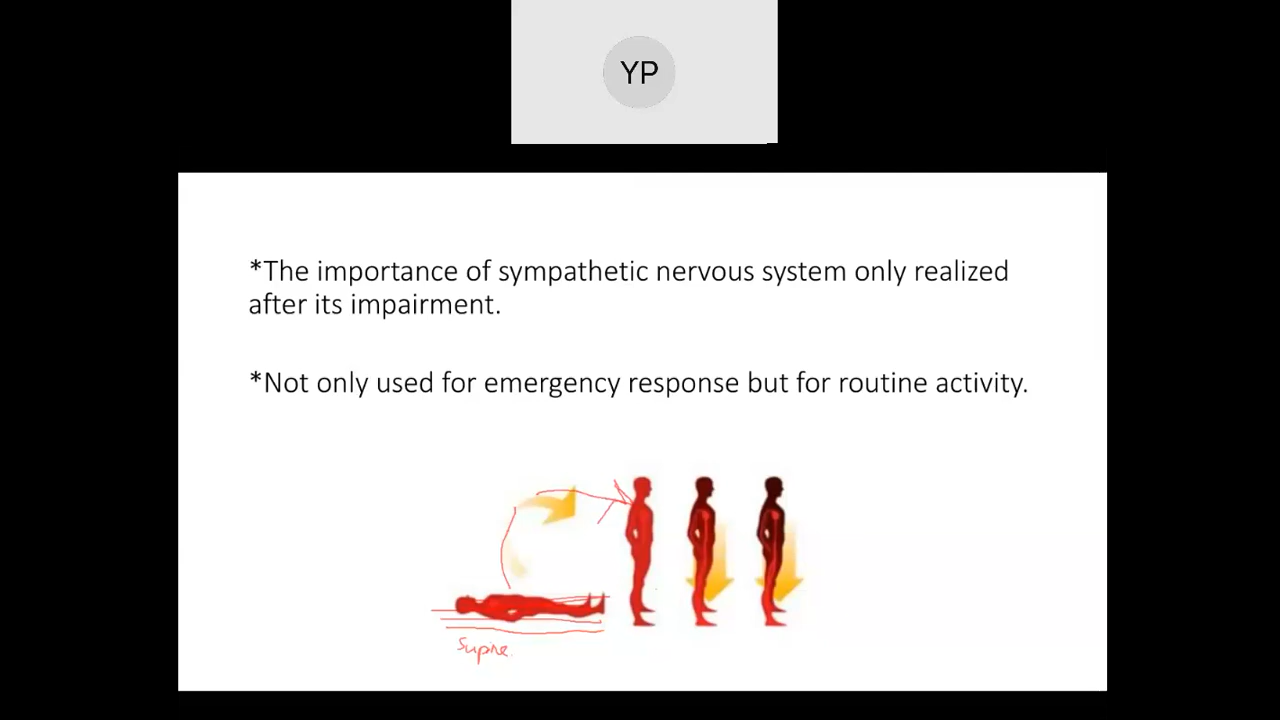 YP
*The importance of sympathetic nervous system only realized
after its impairment.
*Not only used for emergency response but for routine activity.
Supine.